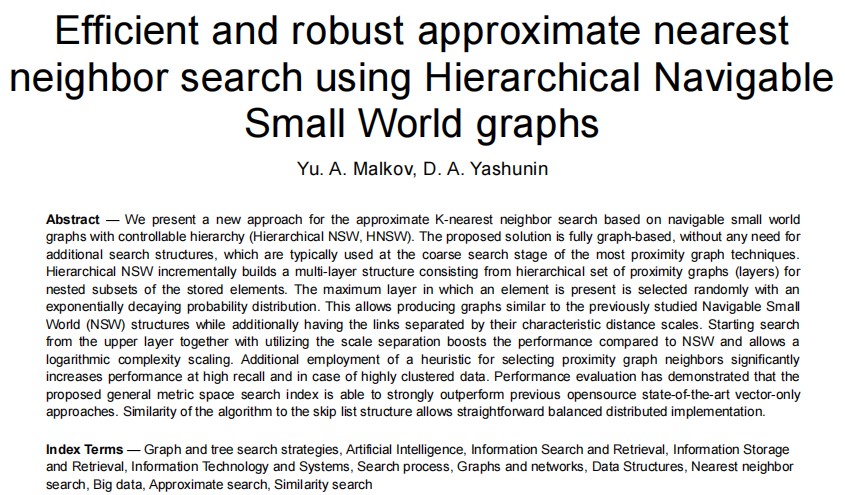 Efficient and robust approximate nearest
neighbor search using Hierarchical Navigable
Small World graphs
Yu. A. Malkov, D. A. Yashunin
Abstract — We present a new approach for the approximate K-nearest neighbor search based on navigable small world
graphs with controllable hierarchy (Hierarchical NSW, HNSW). The proposed solution is fully graph-based, without any need for
additional search structures, which are typically used at the coarse search stage of the most proximity graph techniques.
Hierarchical NSW incrementally builds a multi-layer structure consisting from hierarchical set of proximity graphs (layers) for
nested subsets of the stored elements. The maximum layer in which an element is present is selected randomly with an
exponentially decaying probability distribution. This allows producing graphs similar to the previously studied Navigable Small
World (NSW) structures while additionally having the links separated by their characteristic distance scales. Starting search
from the upper layer together with utilizing the scale separation boosts the performance compared to NSW and allows a
logarithmic complexity scaling. Additional employment of a heuristic for selecting proximity graph neighbors significantly
increases performance at high recall and in case of highly clustered data. Performance evaluation has demonstrated that the
proposed general metric space search index is able to strongly outperform previous opensource state-of-the-art vector-only
approaches. Similarity of the algorithm to the skip list structure allows straightforward balanced distributed implementation.
Index Terms — Graph and tree search strategies, Artificial Intelligence, Information Search and Retrieval, Information Storage
and Retrieval, Information Technology and Systems, Search process, Graphs and networks, Data Structures, Nearest neighbor
search, Big data, Approximate search, Similarity search